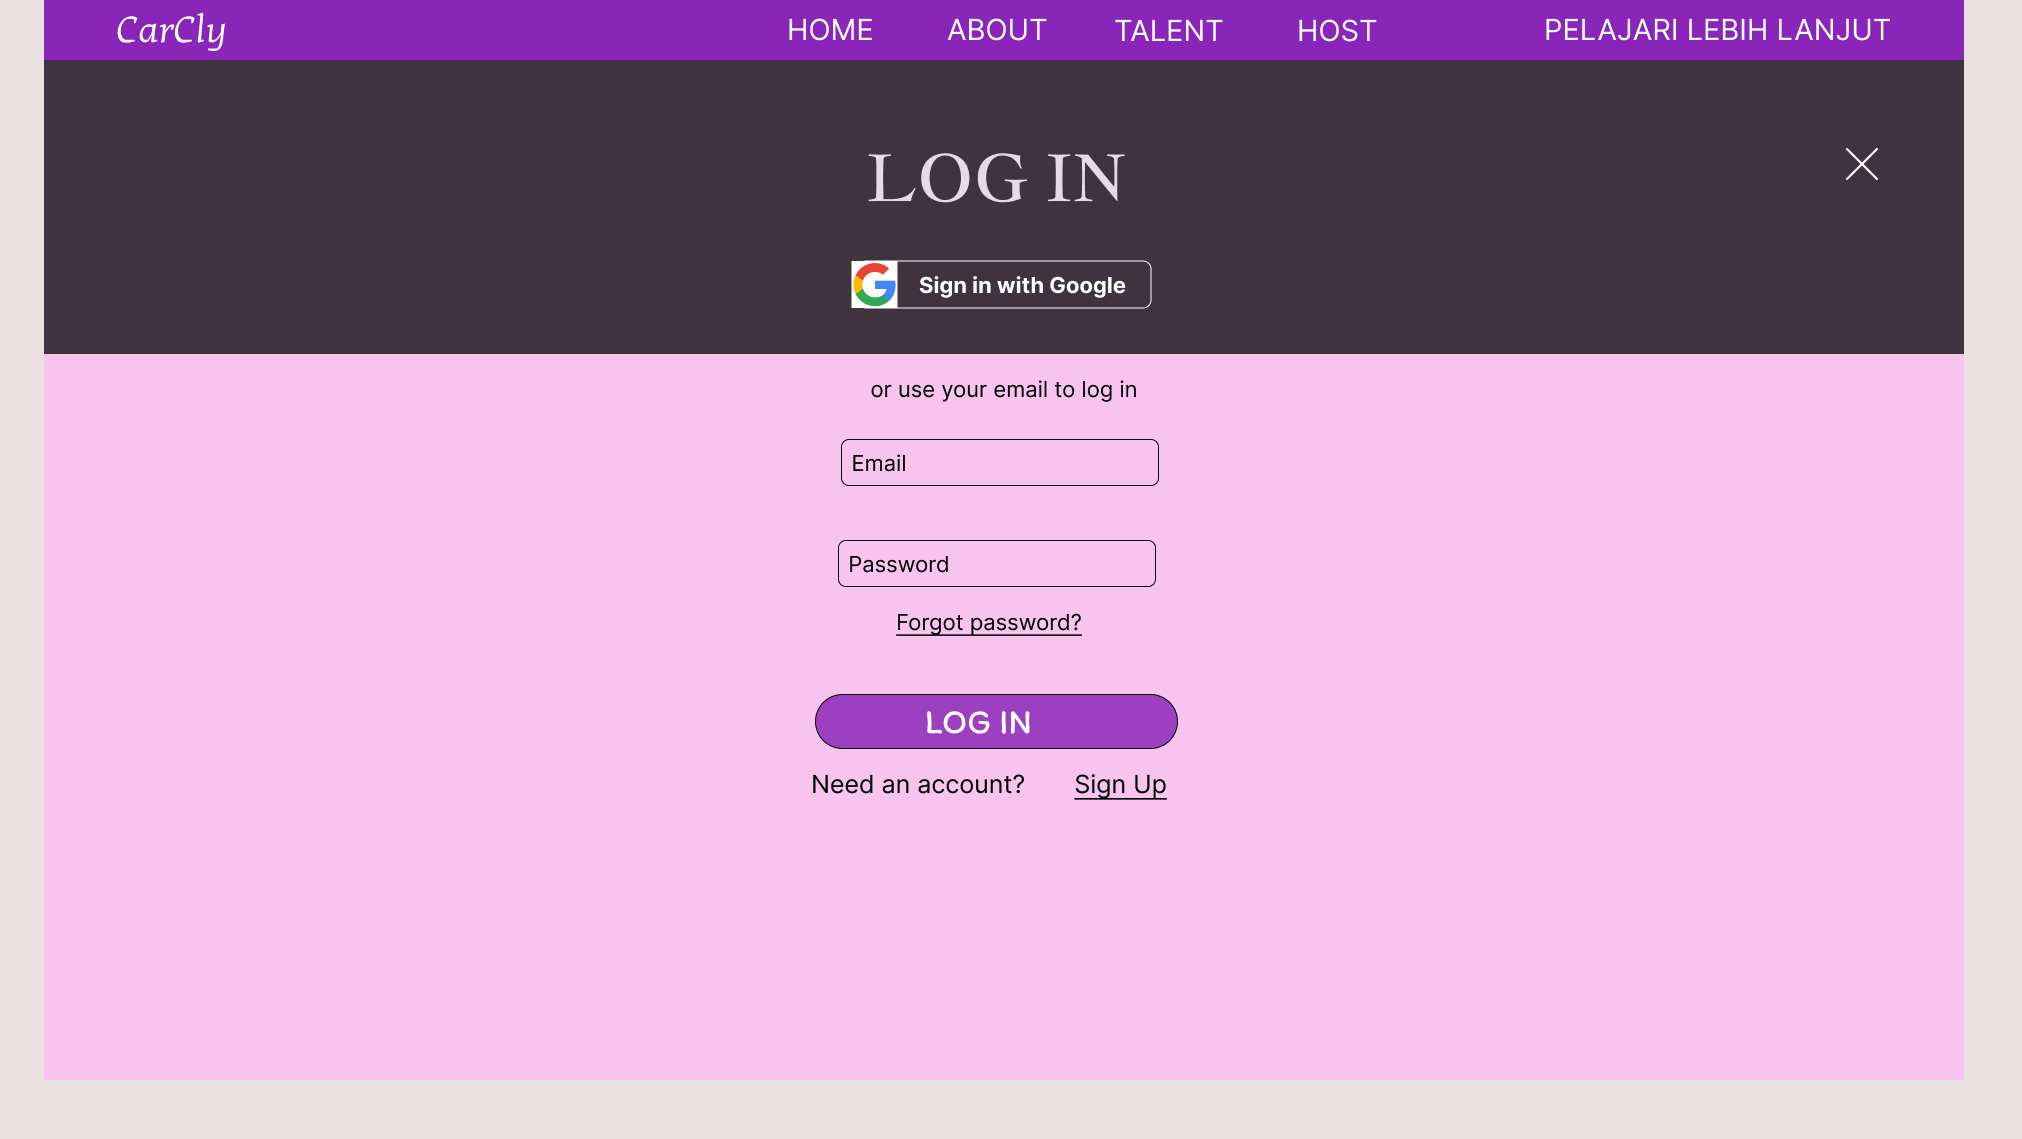 CarCly
HOME
ABOUT
TALENT
HOST
PELAJARI LEBIH LANJUT
LOG IN
Sign in with Google
or use your email to log in
Email
Password
Forgot password?
LOG IN
Need an account?
Sign Up